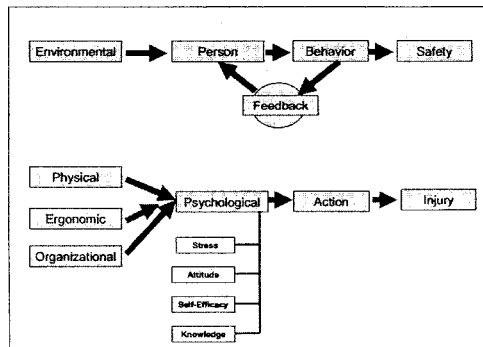 Environmental
Person
Behavior
Safety
Feedback
Physical
Ergonomic
Organizational
Psychological
Action
Injury
Stress
Attitude
Self-Efficacy
Knowledge